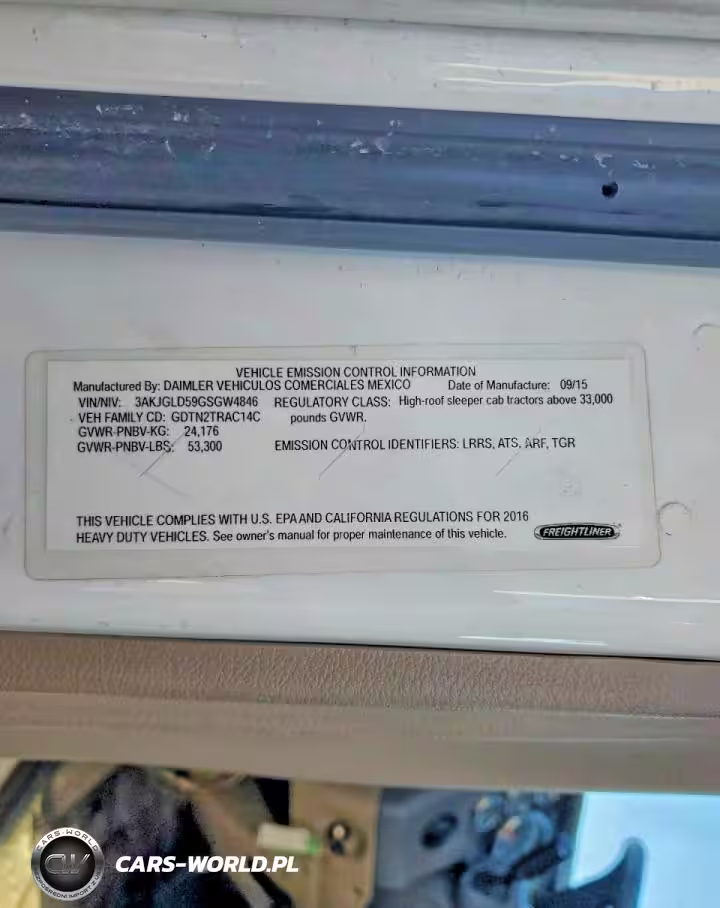 VEHICLE EMISSION CONTROL INFORMATION
Manufactured By: DAIMLER VEHICULOS COMERCIALES MEXICO Date of Manufacture: 09/15
VIN/NIV: 3AKJGLD59GSGW4846 REGULATORY CLASS: High-roof sleeper cab tractors above 33,000
VEH FAMILY CD: GDTN2TRAC14C pounds GVWR.
GVWR-PNBV-KG: 24,176
GVWR-PNBV-LBS: 53,300 EMISSION CONTROL IDENTIFIERS: LRRS, ATS, ARF, TGR
THIS VEHICLE COMPLIES WITH U.S. EPA AND CALIFORNIA REGULATIONS FOR 2016
HEAVY DUTY VEHICLES. See owner's manual for proper maintenance of this vehicle.
FREIGHTLINER
CARS-WORLD
CW
CARS-WORLD.PL